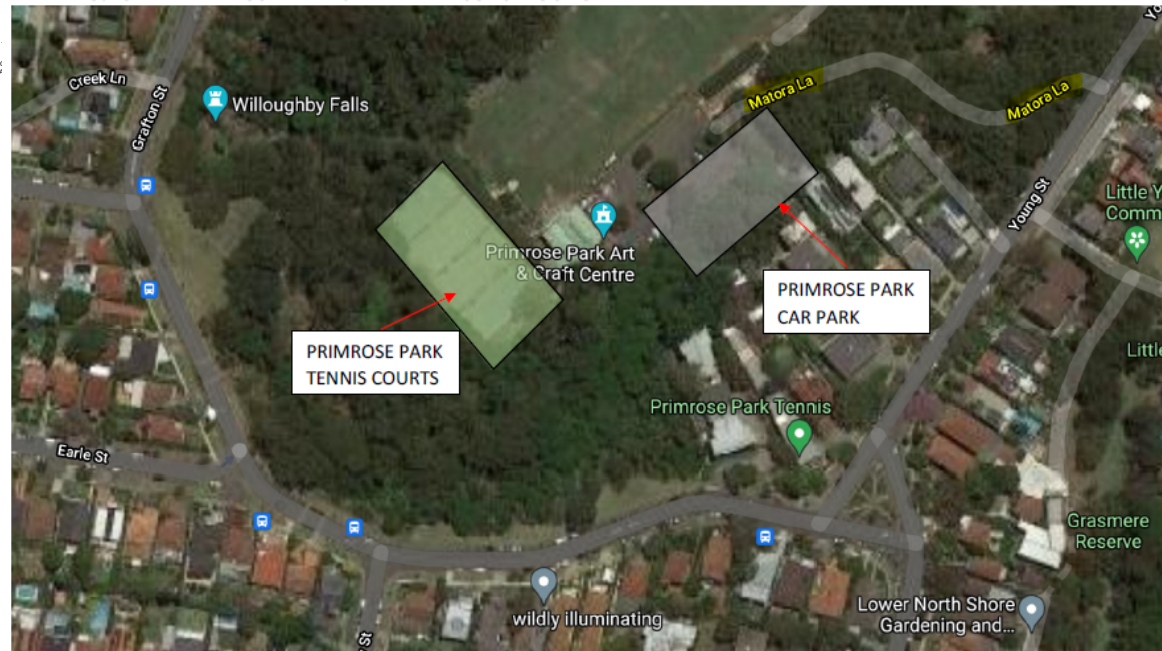 Creek Ln
Grafton St
Willoughby Falls
Matora La
Matora La
Young St
Primrose Park Art
& Craft Centre
PRIMROSE PARK
CAR PARK
PRIMROSE PARK
TENNIS COURTS
Primrose Park Tennis
Earle St
Grasmere
Reserve
wildly illuminating
Lower North Shore
Gardening and...
St
Little Y
Comm
Littl
Yo